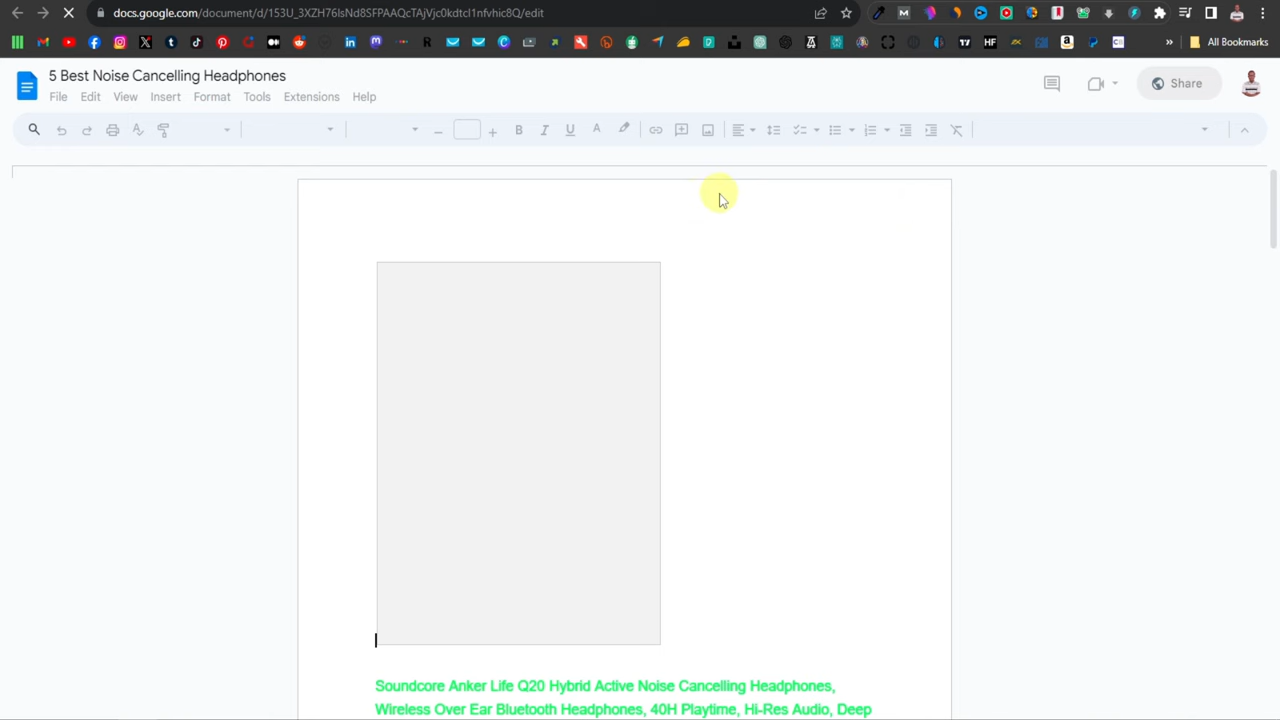 docs.google.com/document/d/153U_3XZH76lsNd8SFPAAQcTAjVjc0kdtcl1nfvhic8Q/edit
All Bookmarks
5 Best Noise Cancelling Headphones
File Edit View Insert Format Tools Extensions Help
Share
Soundcore Anker Life Q20 Hybrid Active Noise Cancelling Headphones,
Wireless Over Ear Bluetooth Headphones, 40H Playtime, Hi-Res Audio, Deep